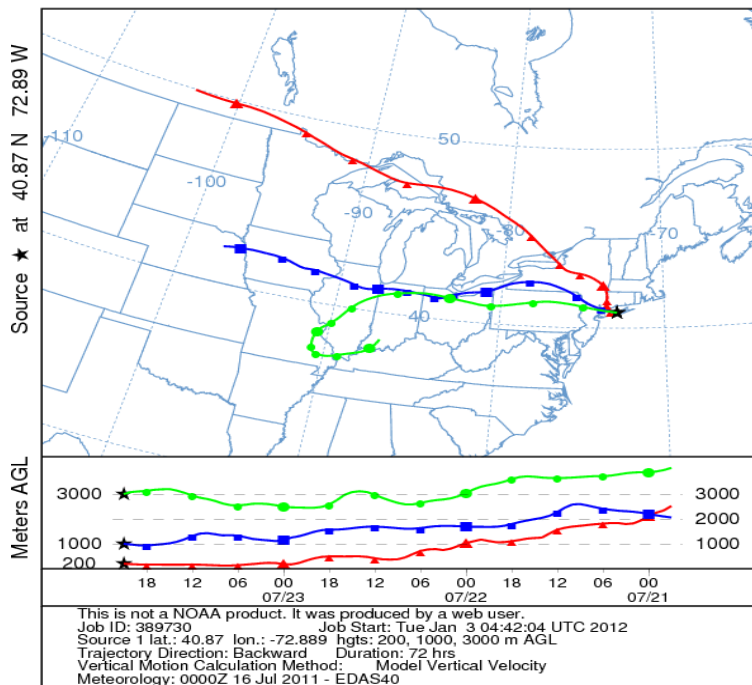 Source ★ at 40.87 N 72.89 W
-110
-100
-90
-80
-70
50
40
Meters AGL
3000 3000
2000
1000 1000
200
18 12 06 00 18 12 06 00 18 12 06 00
07/23 07/22 07/21
This is not a NOAA product. It was produced by a web user.
Job ID: 389730 Job Start: Tue Jan 3 04:42:04 UTC 2012
Source 1 lat.: 40.87 lon.: -72.889 hgts: 200, 1000, 3000 m AGL
Trajectory Direction: Backward Duration: 72 hrs
Vertical Motion Calculation Method: Model Vertical Velocity
Meteorology: 0000Z 16 Jul 2011 - EDAS40